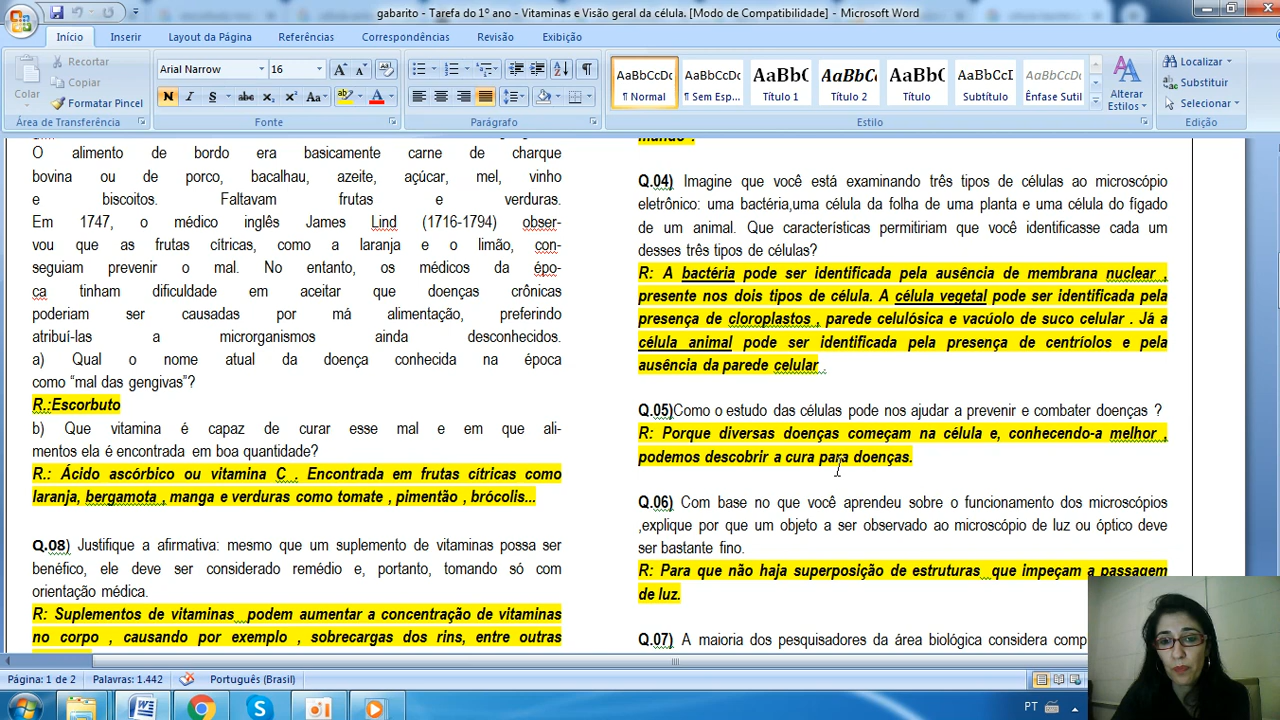 gabarito - Tarefa do 1º ano - Vitaminas e Visão geral da célula. [Modo de Compatibilidade] - Microsoft Word
Início Inserir Layout da Página Referências Correspondências Revisão Exibição
Colar
Recortar
Copiar
Formatar Pincel
Área de Transferência
Arial Narrow 16
N I S abc x₂ x² Aa
Fonte
Parágrafo
AaBbCcDc
¶ Normal
AaBbCcDc
¶ Sem Esp...
AaBbC
Título 1
AaBbCc
Título 2
AaBbC
Título
AaBbCcI
Subtítulo
AaBbCcDc
Ênfase Sutil
Alterar
Estilos
Estilo
Localizar
Substituir
Selecionar
Edição
O alimento de bordo era basicamente carne de charque
bovina ou de porco, bacalhau, azeite, açúcar, mel, vinho
e biscoitos. Faltavam frutas e verduras.
Em 1747, o médico inglês James Lind (1716-1794) obser-
vou que as frutas cítricas, como a laranja e o limão, con-
seguiam prevenir o mal. No entanto, os médicos da épo-
ca tinham dificuldade em aceitar que doenças crônicas
poderiam ser causadas por má alimentação, preferindo
atribuí-las a microrganismos ainda desconhecidos.
a) Qual o nome atual da doença conhecida na época
como “mal das gengivas”?
R.:Escorbuto
b) Que vitamina é capaz de curar esse mal e em que ali-
mentos ela é encontrada em boa quantidade?
R.: Ácido ascórbico ou vitamina C . Encontrada em frutas cítricas como
laranja, bergamota , manga e verduras como tomate , pimentão , brócolis...
Q.08) Justifique a afirmativa: mesmo que um suplemento de vitaminas possa ser
benéfico, ele deve ser considerado remédio e, portanto, tomando só com
orientação médica.
R: Suplementos de vitaminas podem aumentar a concentração de vitaminas
no corpo , causando por exemplo , sobrecargas dos rins, entre outras
mundo .
Q.04) Imagine que você está examinando três tipos de células ao microscópio
eletrônico: uma bactéria,uma célula da folha de uma planta e uma célula do fígado
de um animal. Que características permitiriam que você identificasse cada um
desses três tipos de células?
R: A bactéria pode ser identificada pela ausência de membrana nuclear ,
presente nos dois tipos de célula. A célula vegetal pode ser identificada pela
presença de cloroplastos , parede celulósica e vacúolo de suco celular . Já a
célula animal pode ser identificada pela presença de centríolos e pela
ausência da parede celular .
Q.05)Como o estudo das células pode nos ajudar a prevenir e combater doenças ?
R: Porque diversas doenças começam na célula e, conhecendo-a melhor ,
podemos descobrir a cura para doenças.
Q.06) Com base no que você aprendeu sobre o funcionamento dos microscópios
,explique por que um objeto a ser observado ao microscópio de luz ou óptico deve
ser bastante fino.
R: Para que não haja superposição de estruturas que impeçam a passagem
de luz.
Q.07) A maioria dos pesquisadores da área biológica considera comp
Página: 1 de 2 Palavras: 1.442 Português (Brasil)
PT